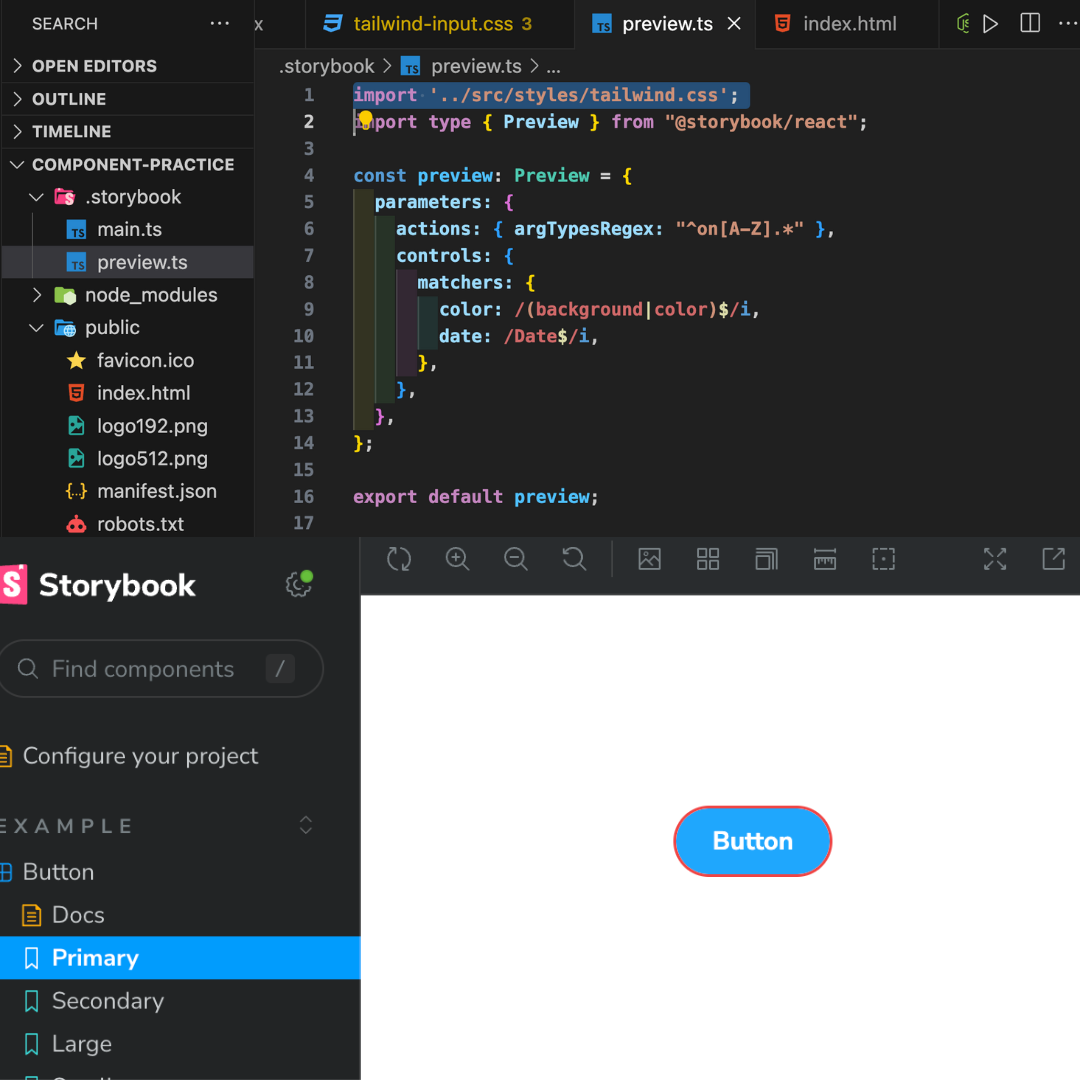 SEARCH ...
x
tailwind-input.css 3
TS preview.ts
index.html
OPEN EDITORS
OUTLINE
TIMELINE
COMPONENT-PRACTICE
.storybook
TS main.ts
TS preview.ts
node_modules
public
favicon.ico
index.html
logo192.png
logo512.png
manifest.json
robots.txt
.storybook > TS preview.ts > ...
1 import '../src/styles/tailwind.css';
2 import type { Preview } from "@storybook/react";
3
4 const preview: Preview = {
5 parameters: {
6 actions: { argTypesRegex: "^on[A-Z].*" },
7 controls: {
8 matchers: {
9 color: /(background|color)$/i,
10 date: /Date$/i,
11 },
12 },
13 },
14 };
15
16 export default preview;
17
S Storybook
Find components /
Configure your project
EXAMPLE
Button
Docs
Primary
Secondary
Large
Button